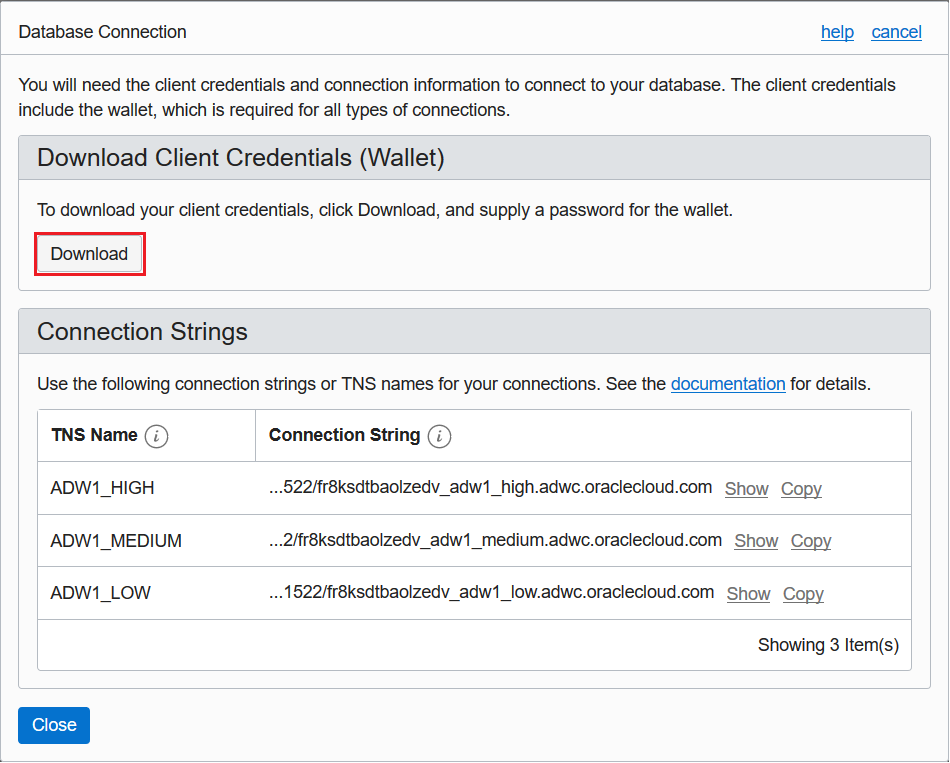 Database Connection help cancel
You will need the client credentials and connection information to connect to your database. The client credentials
include the wallet, which is required for all types of connections.
Download Client Credentials (Wallet)
To download your client credentials, click Download, and supply a password for the wallet.
Download
Connection Strings
Use the following connection strings or TNS names for your connections. See the documentation for details.
TNS Name i Connection String i
ADW1_HIGH ...522/fr8ksdtbaolzedv_adw1_high.adwc.oraclecloud.com Show Copy
ADW1_MEDIUM ...2/fr8ksdtbaolzedv_adw1_medium.adwc.oraclecloud.com Show Copy
ADW1_LOW ...1522/fr8ksdtbaolzedv_adw1_low.adwc.oraclecloud.com Show Copy
Showing 3 Item(s)
Close